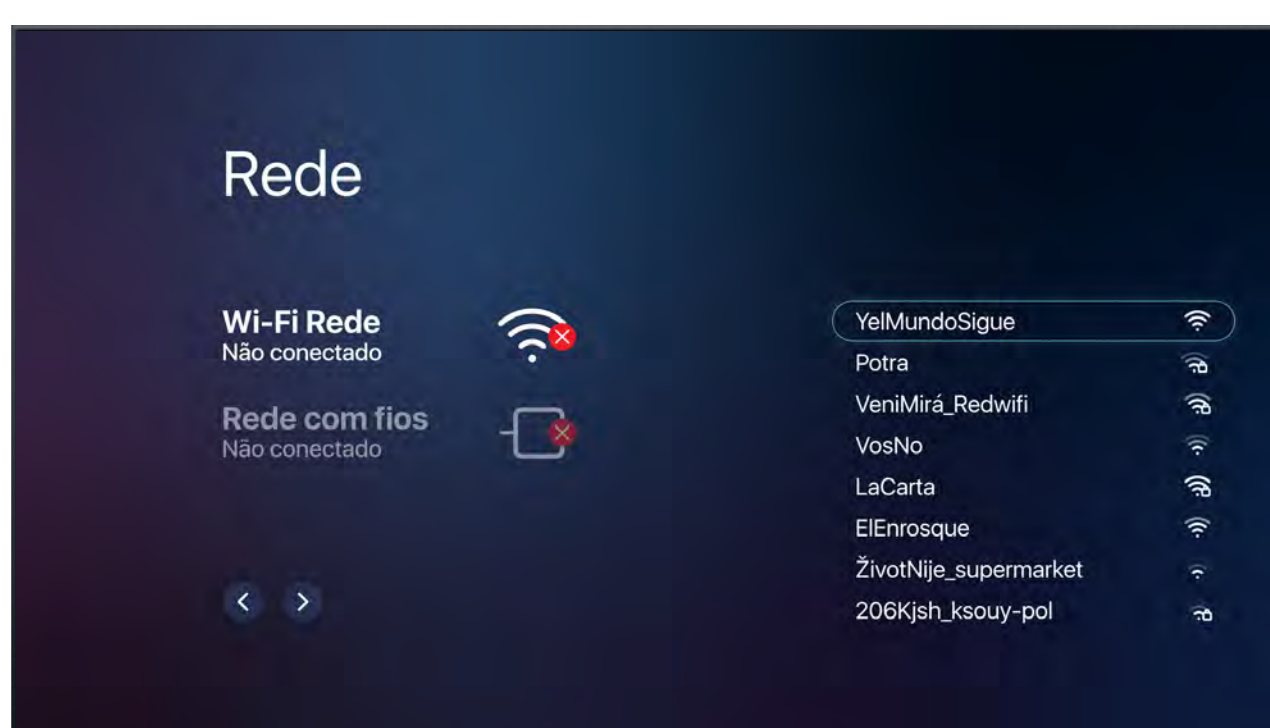 Rede
Wi-Fi Rede
Não conectado
Rede com fios
Não conectado
YelMundoSigue
Potra
VeniMirá_Redwifi
VosNo
LaCarta
ElEnrosque
ŽivotNije_supermarket
206Kjsh_ksouy-pol